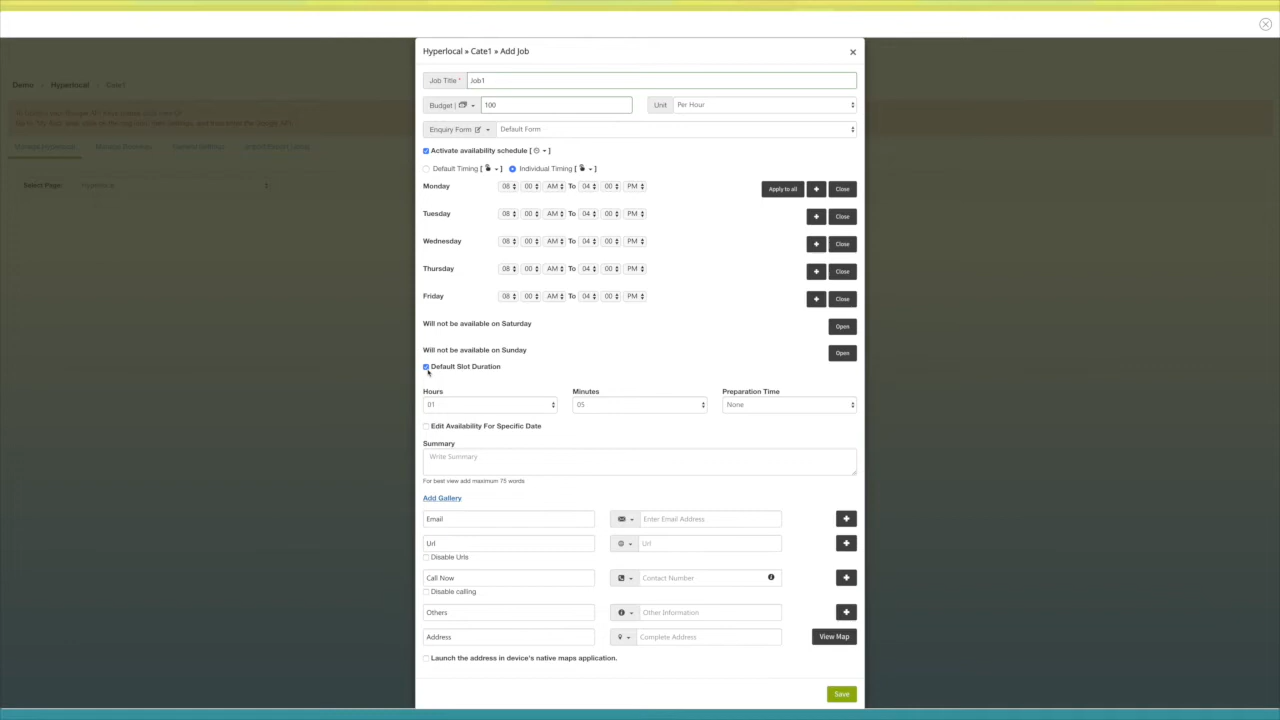 Hyperlocal » Cate1 » Add Job
×
Demo Hyperlocal Cate1
Job Title * Job1
Budget | 100 Unit Per Hour
Enquiry Form Default Form
Activate availability schedule [ ]
Default Timing [ ] Individual Timing [ ]
Monday 08 00 AM To 04 00 PM Apply to all + Close
Tuesday 08 00 AM To 04 00 PM + Close
Wednesday 08 00 AM To 04 00 PM + Close
Thursday 08 00 AM To 04 00 PM + Close
Friday 08 00 AM To 04 00 PM + Close
Select Page: Hyperlocal
Will not be available on Saturday Open
Will not be available on Sunday Open
Default Slot Duration
Hours Minutes Preparation Time
01 05 None
Edit Availability For Specific Date
Summary
Write Summary
For best view add maximum 75 words
Add Gallery
Email Enter Email Address +
Url Url +
Disable Urls
Call Now Contact Number +
Disable calling
Others Other Information +
Address Complete Address View Map
Launch the address in device's native maps application.
Save